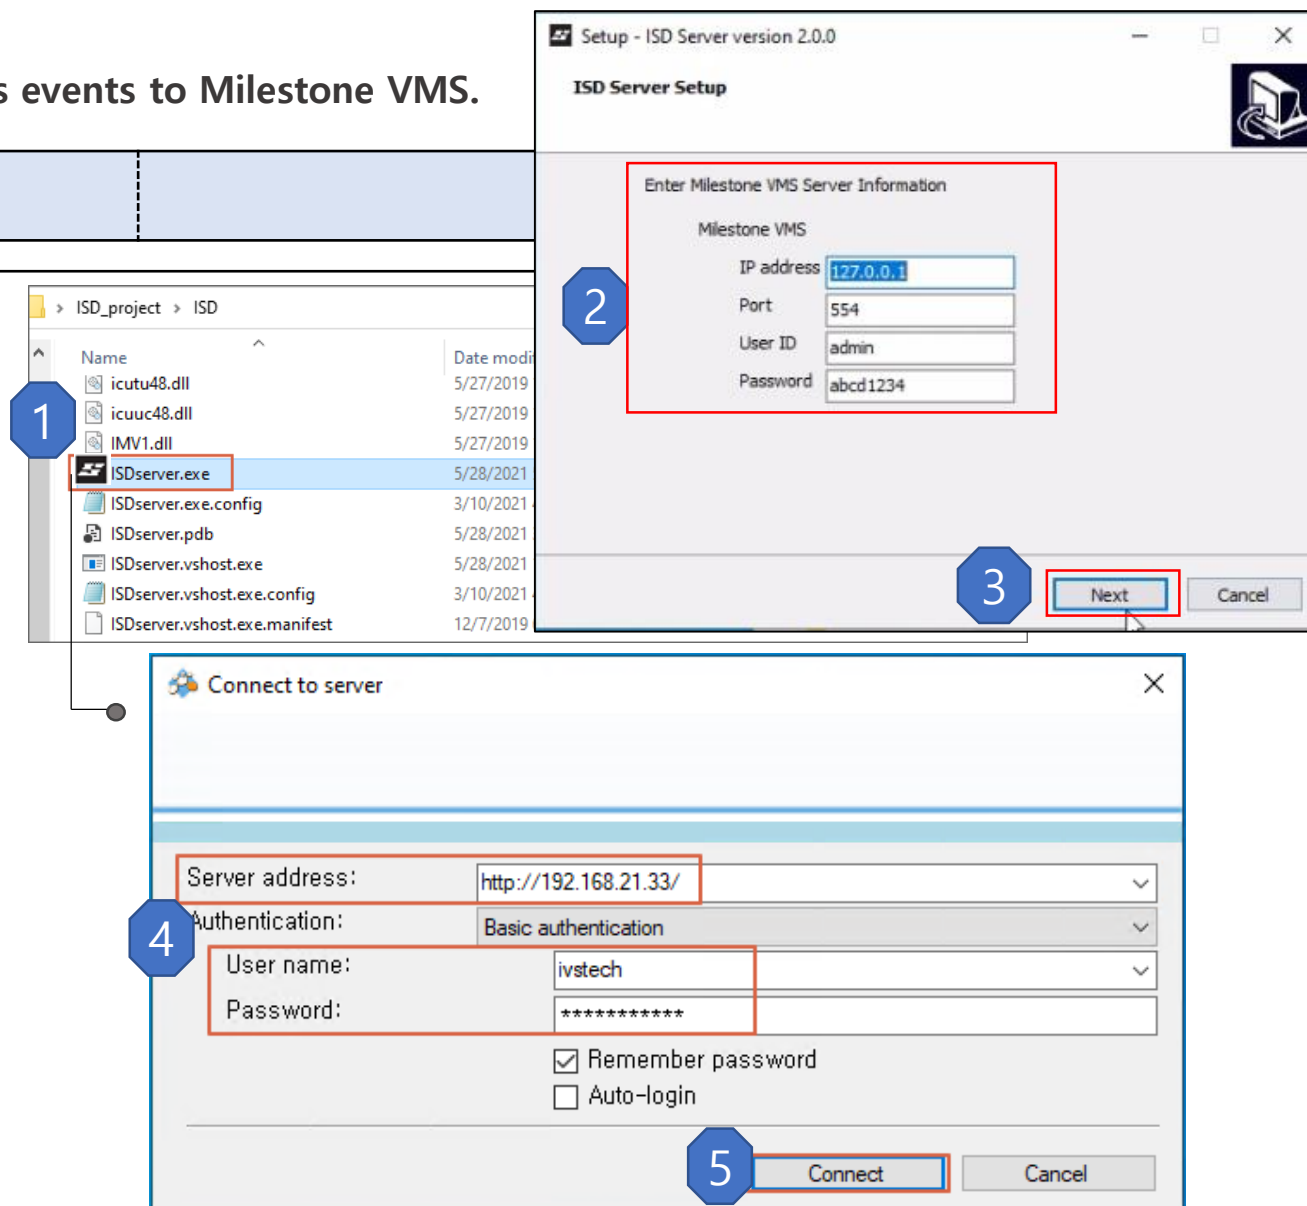 s events to Milestone VMS.
Setup - ISD Server version 2.0.0
ISD Server Setup
Enter Milestone VMS Server Information
Milestone VMS
IP address 127.0.0.1
Port 554
User ID admin
Password abcd1234
2
3
Next
Cancel
> ISD_project > ISD
Name Date modi
icutu48.dll 5/27/2019
1
icuuc48.dll 5/27/2019
IMV1.dll 5/27/2019
ISDserver.exe 5/28/2021
ISDserver.exe.config 3/10/2021
ISDserver.pdb 5/28/2021
ISDserver.vshost.exe 5/28/2021
ISDserver.vshost.exe.config 3/10/2021
ISDserver.vshost.exe.manifest 12/7/2019
Connect to server
Server address: http://192.168.21.33/
4
Authentication: Basic authentication
User name: ivstech
Password: ***********
Remember password
Auto-login
5
Connect
Cancel